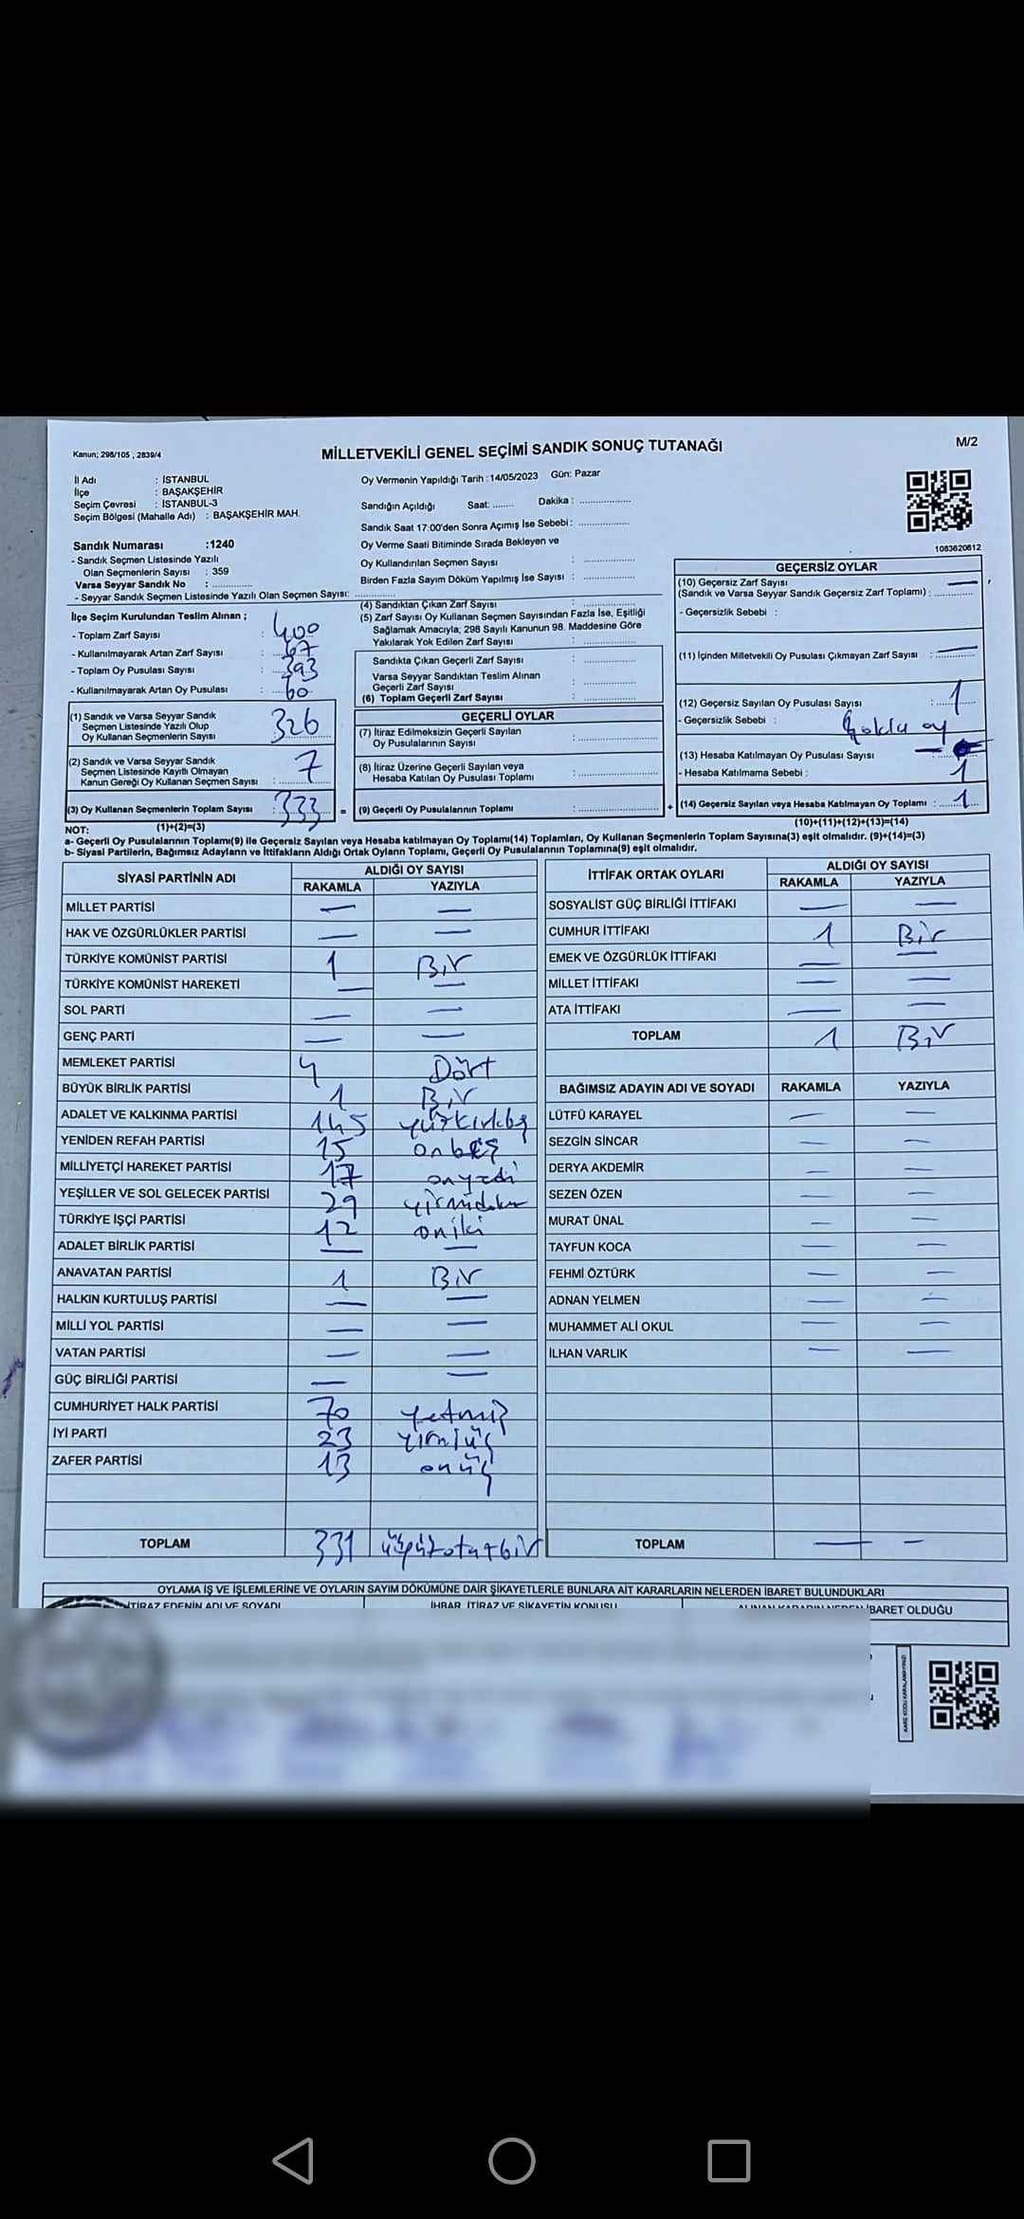 Kanun; 298/105 , 2839/4
MİLLETVEKİLİ GENEL SEÇİMİ SANDIK SONUÇ TUTANAĞI
M/2
İl Adı : İSTANBUL
İlçe : BAŞAKŞEHİR
Seçim Çevresi : İSTANBUL-3
Seçim Bölgesi (Mahalle Adı) : BAŞAKŞEHİR MAH.
Sandık Numarası :1240
- Sandık Seçmen Listesinde Yazılı
Olan Seçmenlerin Sayısı : 359
Varsa Seyyar Sandık No : ............
- Seyyar Sandık Seçmen Listesinde Yazılı Olan Seçmen Sayısı: ............
Oy Vermenin Yapıldığı Tarih :14/05/2023 Gün: Pazar
Sandığın Açıldığı Saat: ....... Dakika : ...............
Sandık Saat 17:00'den Sonra Açımış İse Sebebi: ...............
Oy Verme Saati Bitiminde Sırada Bekleyen ve
Oy Kullandırılan Seçmen Sayısı : ...............
Birden Fazla Sayım Döküm Yapılmış İse Sayısı : ...............
1083620612
İlçe Seçim Kurulundan Teslim Alınan ;
- Toplam Zarf Sayısı : 400
- Kullanılmayarak Artan Zarf Sayısı : 67
- Toplam Oy Pusulası Sayısı : 393
- Kullanılmayarak Artan Oy Pusulası : 60
(1) Sandık ve Varsa Seyyar Sandık
Seçmen Listesinde Yazılı Olup
Oy Kullanan Seçmenlerin Sayısı 326
(2) Sandık ve Varsa Seyyar Sandık
Seçmen Listesinde Kayıtlı Olmayan
Kanun Gereği Oy Kullanan Seçmen Sayısı : 7
(3) Oy Kullanan Seçmenlerin Toplam Sayısı : 333 =
(1)+(2)=(3)
(4) Sandıktan Çıkan Zarf Sayısı : ...............
(5) Zarf Sayısı Oy Kullanan Seçmen Sayısından Fazla İse, Eşitliği
Sağlamak Amacıyla; 298 Sayılı Kanunun 98. Maddesine Göre
Yakılarak Yok Edilen Zarf Sayısı : ...............
Sandıkta Çıkan Geçerli Zarf Sayısı : ...............
Varsa Seyyar Sandıktan Teslim Alınan
Geçerli Zarf Sayısı : ...............
(6) Toplam Geçerli Zarf Sayısı : ...............
GEÇERLİ OYLAR
(7) İtiraz Edilmeksizin Geçerli Sayılan
Oy Pusulalarının Sayısı : ...............
(8) İtiraz Üzerine Geçerli Sayılan veya
Hesaba Katılan Oy Pusulası Toplamı : ...............
(9) Geçerli Oy Pusulalarının Toplamı : ............... +
GEÇERSİZ OYLAR
(10) Geçersiz Zarf Sayısı —
(Sandık ve Varsa Seyyar Sandık Geçersiz Zarf Toplamı) : ............
- Geçersizlik Sebebi :
(11) İçinden Milletvekili Oy Pusulası Çıkmayan Zarf Sayısı : —
(12) Geçersiz Sayılan Oy Pusulası Sayısı : 1
- Geçersizlik Sebebi : Çoklu oy
(13) Hesaba Katılmayan Oy Pusulası Sayısı : —
- Hesaba Katılmama Sebebi : 1
(14) Geçersiz Sayılan veya Hesaba Katılmayan Oy Toplamı : 1
(10)+(11)+(12)+(13)=(14)
NOT:
a- Geçerli Oy Pusulalarının Toplamı(9) ile Geçersiz Sayılan veya Hesaba katılmayan Oy Toplamı(14) Toplamları, Oy Kullanan Seçmenlerin Toplam Sayısına(3) eşit olmalıdır. (9)+(14)=(3)
b- Siyasi Partilerin, Bağımsız Adayların ve İttifakların Aldığı Ortak Oyların Toplamı, Geçerli Oy Pusulalarının Toplamına(9) eşit olmalıdır.
SİYASİ PARTİNİN ADI ALDIĞI OY SAYISI
RAKAMLA YAZIYLA
MİLLET PARTİSİ — —
HAK VE ÖZGÜRLÜKLER PARTİSİ — —
TÜRKİYE KOMÜNİST PARTİSİ 1 Bir
TÜRKİYE KOMÜNİST HAREKETİ — —
SOL PARTİ — —
GENÇ PARTİ — —
MEMLEKET PARTİSİ 4 Dört
BÜYÜK BİRLİK PARTİSİ 1 Bir
ADALET VE KALKINMA PARTİSİ 145 yüzkırkbeş
YENİDEN REFAH PARTİSİ 15 onbeş
MİLLİYETÇİ HAREKET PARTİSİ 17 onyedi
YEŞİLLER VE SOL GELECEK PARTİSİ 29 yirmidokuz
TÜRKİYE İŞÇİ PARTİSİ 12 oniki
ADALET BİRLİK PARTİSİ — —
ANAVATAN PARTİSİ 1 Bir
HALKIN KURTULUŞ PARTİSİ — —
MİLLİ YOL PARTİSİ — —
VATAN PARTİSİ — —
GÜÇ BİRLİĞİ PARTİSİ — —
CUMHURİYET HALK PARTİSİ 70 yetmiş
İYİ PARTİ 23 yirmiüç
ZAFER PARTİSİ 13 onüç
TOPLAM 331 üçyüzotuzbir
İTTİFAK ORTAK OYLARI ALDIĞI OY SAYISI
RAKAMLA YAZIYLA
SOSYALİST GÜÇ BİRLİĞİ İTTİFAKI — —
CUMHUR İTTİFAKI 1 Bir
EMEK VE ÖZGÜRLÜK İTTİFAKI — —
MİLLET İTTİFAKI — —
ATA İTTİFAKI — —
TOPLAM 1 Bir
BAĞIMSIZ ADAYIN ADI VE SOYADI RAKAMLA YAZIYLA
LÜTFÜ KARAYEL — —
SEZGİN SİNCAR — —
DERYA AKDEMİR — —
SEZEN ÖZEN — —
MURAT ÜNAL — —
TAYFUN KOCA — —
FEHMİ ÖZTÜRK — —
ADNAN YELMEN — —
MUHAMMET ALİ OKUL — —
İLHAN VARLIK — —
TOPLAM — —
OYLAMA İŞ VE İŞLEMLERİNE VE OYLARIN SAYIM DÖKÜMÜNE DAİR ŞİKAYETLERLE BUNLARA AİT KARARLARIN NELERDEN İBARET BULUNDUKLARI
İTİRAZ EDENİN ADI VE SOYADI İHBAR, İTİRAZ VE ŞİKAYETİN KONUSU ALINAN KARARIN NEDEN İBARET OLDUĞU